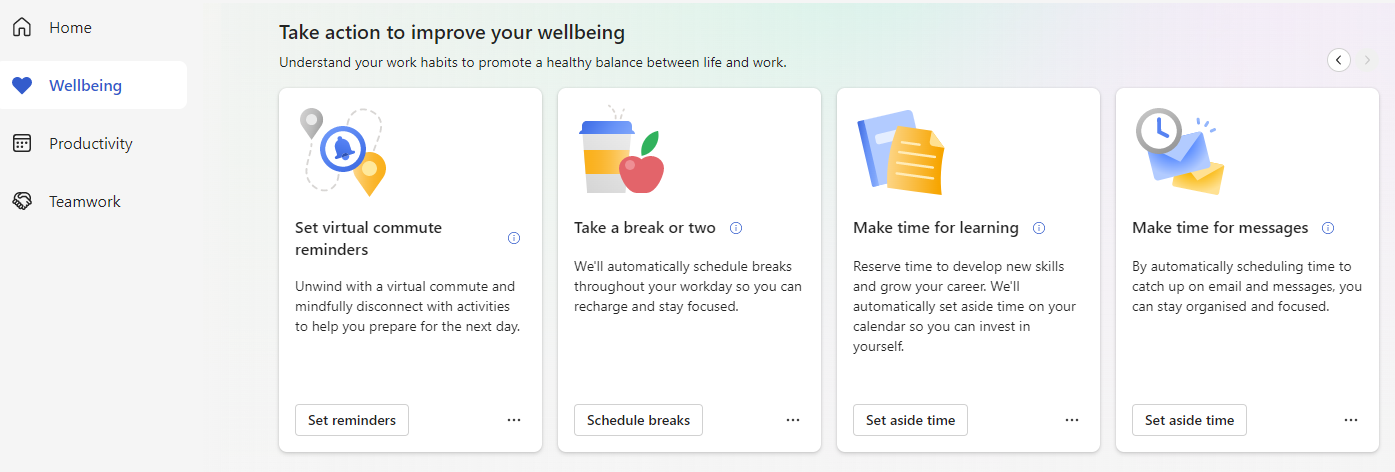 Home
Wellbeing
Productivity
Teamwork
Take action to improve your wellbeing
Understand your work habits to promote a healthy balance between life and work.
Set virtual commute
reminders
Unwind with a virtual commute and
mindfully disconnect with activities
to help you prepare for the next day.
Set reminders
Take a break or two
We'll automatically schedule breaks
throughout your workday so you can
recharge and stay focused.
Schedule breaks
Make time for learning
Reserve time to develop new skills
and grow your career. We'll
automatically set aside time on your
calendar so you can invest in
yourself.
Set aside time
Make time for messages
By automatically scheduling time to
catch up on email and messages, you
can stay organised and focused.
Set aside time